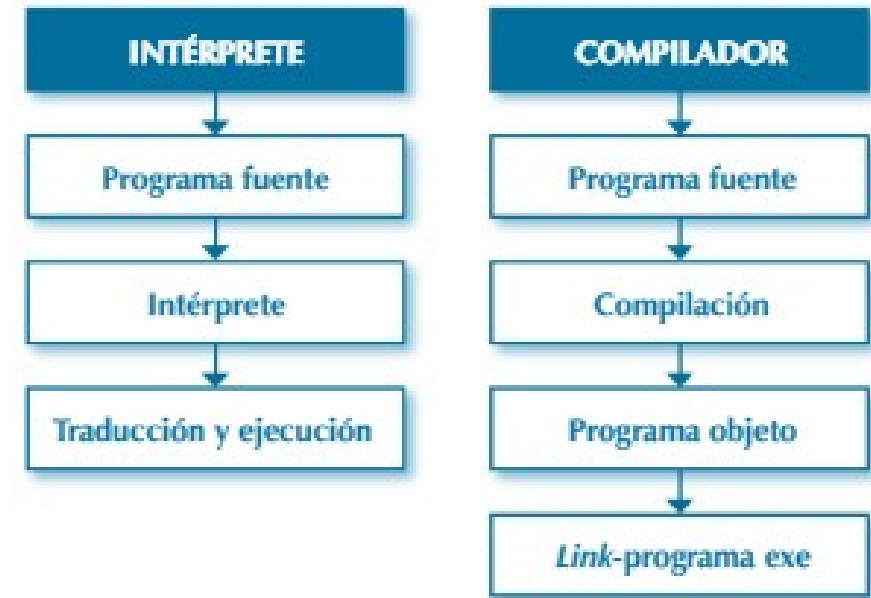 INTÉRPRETE
Programa fuente
Intérprete
Traducción y ejecución
COMPILADOR
Programa fuente
Compilación
Programa objeto
Link-programa exe